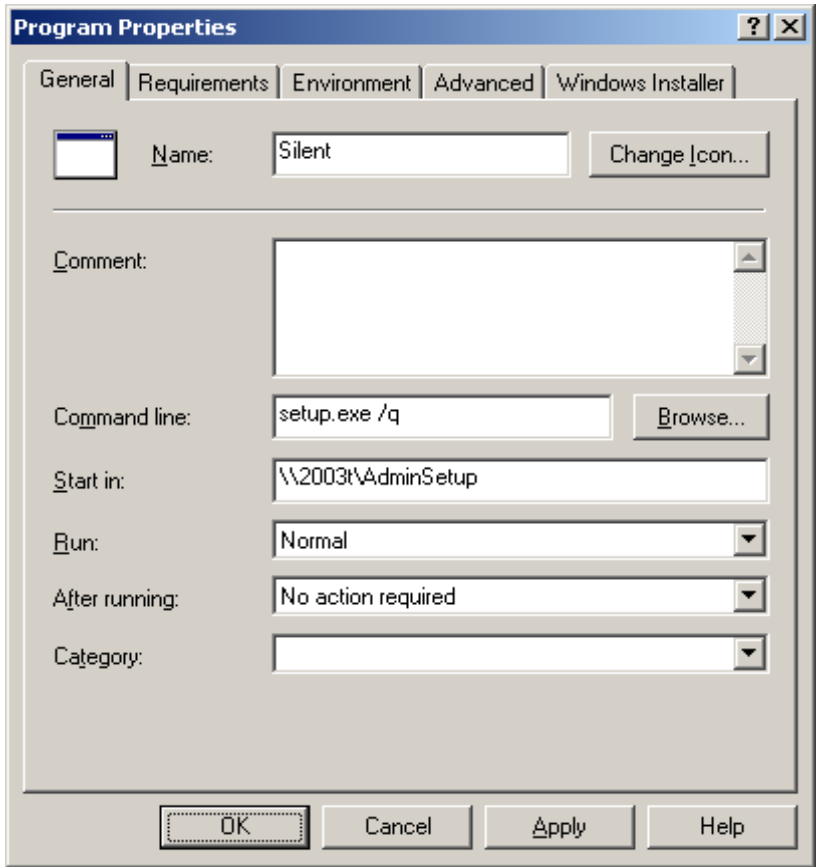 Program Properties
General Requirements Environment Advanced Windows Installer
Name: Silent Change Icon...
Comment:
Command line: setup.exe /q Browse...
Start in: \\2003t\AdminSetup
Run: Normal
After running: No action required
Category:
OK Cancel Apply Help